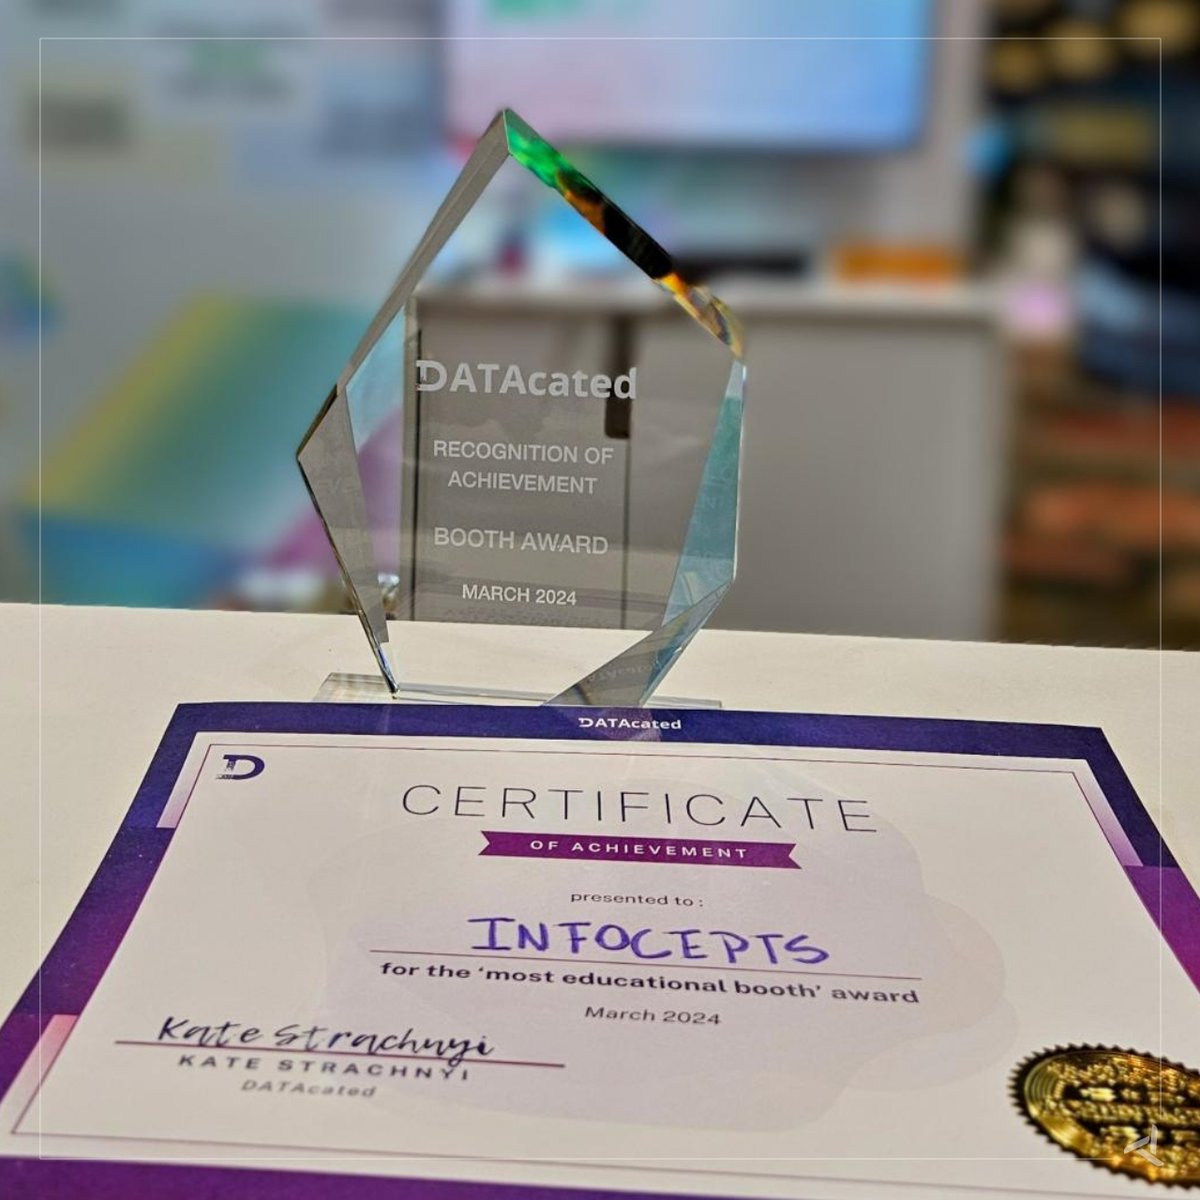 DATAcated
RECOGNITION OF
ACHIEVEMENT
BOOTH AWARD
MARCH 2024
DATAcated
D
CERTIFICATE
OF ACHIEVEMENT
presented to :
INFOCEPTS
for the ‘most educational booth’ award
March 2024
Kate Strachnyi
KATE STRACHNYI
DATAcated